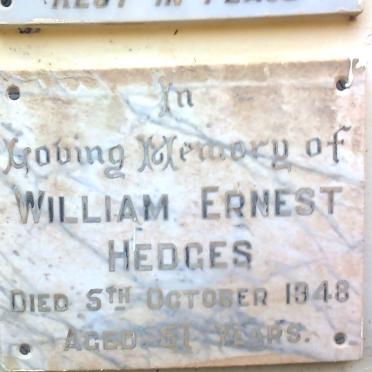 REST IN PEACE
In
Loving Memory of
WILLIAM ERNEST
HEDGES
DIED 5TH OCTOBER 1948
AGED 51 YEARS.